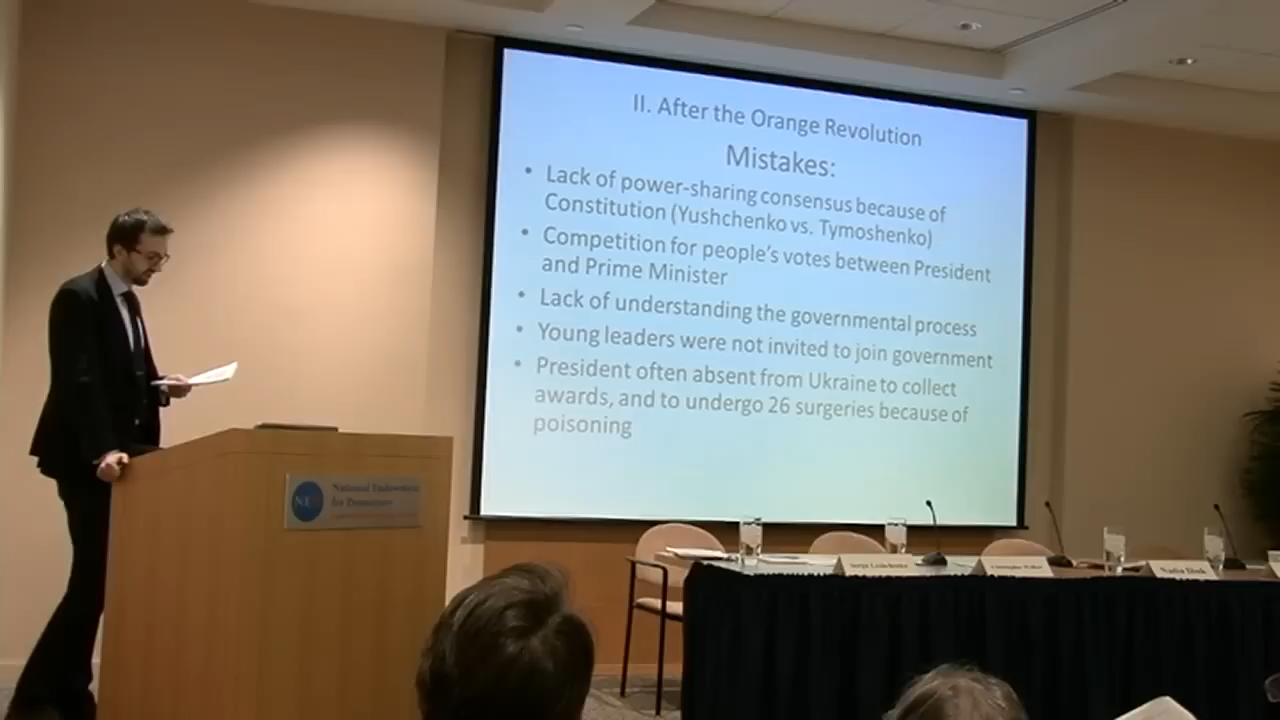 II. After the Orange Revolution
Mistakes:
• Lack of power-sharing consensus because of
Constitution (Yushchenko vs. Tymoshenko)
• Competition for people's votes between President
and Prime Minister
• Lack of understanding the governmental process
• Young leaders were not invited to join government
• President often absent from Ukraine to collect
awards, and to undergo 26 surgeries because of
poisoning
National Endowment
for Democracy
Christopher Walker
Nadia Diuk